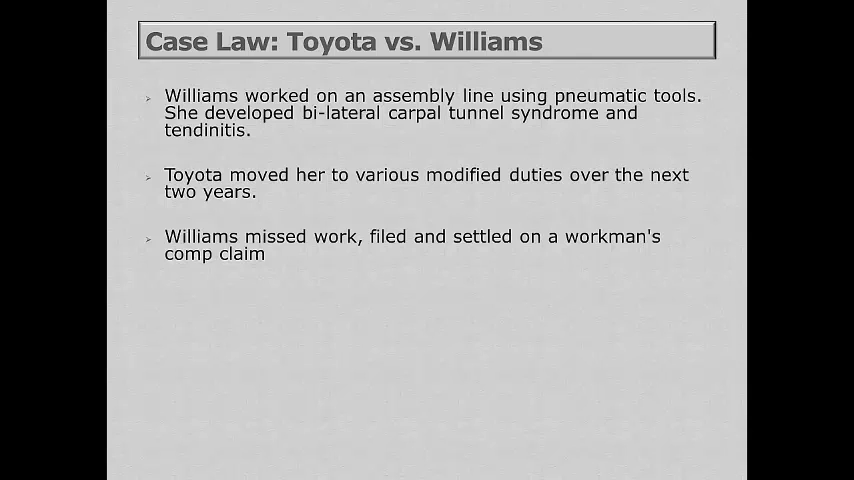 Case Law: Toyota vs. Williams
Williams worked on an assembly line using pneumatic tools.
She developed bi-lateral carpal tunnel syndrome and
tendinitis.
Toyota moved her to various modified duties over the next
two years.
Williams missed work, filed and settled on a workman's
comp claim